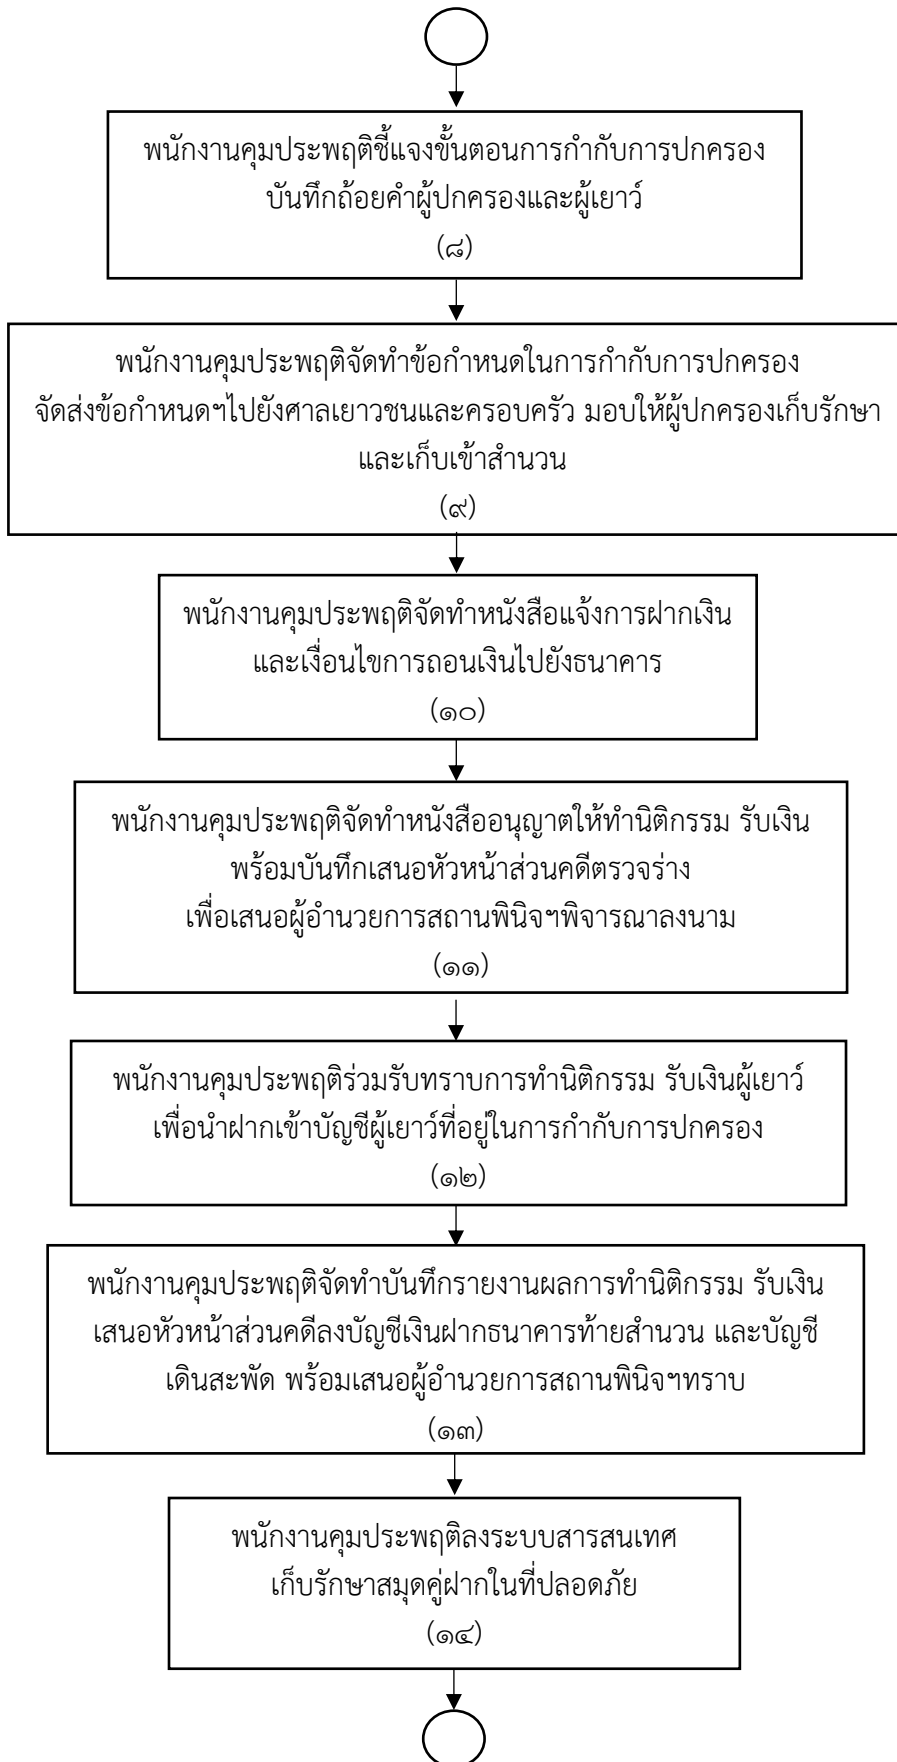 พนักงานคุมประพฤติชี้แจงขั้นตอนการกำกับการปกครอง
บันทึกถ้อยคำผู้ปกครองและผู้เยาว์
(๘)
พนักงานคุมประพฤติจัดทำข้อกำหนดในการกำกับการปกครอง
จัดส่งข้อกำหนดฯไปยังศาลเยาวชนและครอบครัว มอบให้ผู้ปกครองเก็บรักษา
และเก็บเข้าสำนวน
(๙)
พนักงานคุมประพฤติจัดทำหนังสือแจ้งการฝากเงิน
และเงื่อนไขการถอนเงินไปยังธนาคาร
(๑๐)
พนักงานคุมประพฤติจัดทำหนังสืออนุญาตให้ทำนิติกรรม รับเงิน
พร้อมบันทึกเสนอหัวหน้าส่วนคดีตรวจร่าง
เพื่อเสนอผู้อำนวยการสถานพินิจฯพิจารณาลงนาม
(๑๑)
พนักงานคุมประพฤติร่วมรับทราบการทำนิติกรรม รับเงินผู้เยาว์
เพื่อนำฝากเข้าบัญชีผู้เยาว์ที่อยู่ในการกำกับการปกครอง
(๑๒)
พนักงานคุมประพฤติจัดทำบันทึกรายงานผลการทำนิติกรรม รับเงิน
เสนอหัวหน้าส่วนคดีลงบัญชีเงินฝากธนาคารท้ายสำนวน และบัญชี
เดินสะพัด พร้อมเสนอผู้อำนวยการสถานพินิจฯทราบ
(๑๓)
พนักงานคุมประพฤติลงระบบสารสนเทศ
เก็บรักษาสมุดคู่ฝากในที่ปลอดภัย
(๑๔)